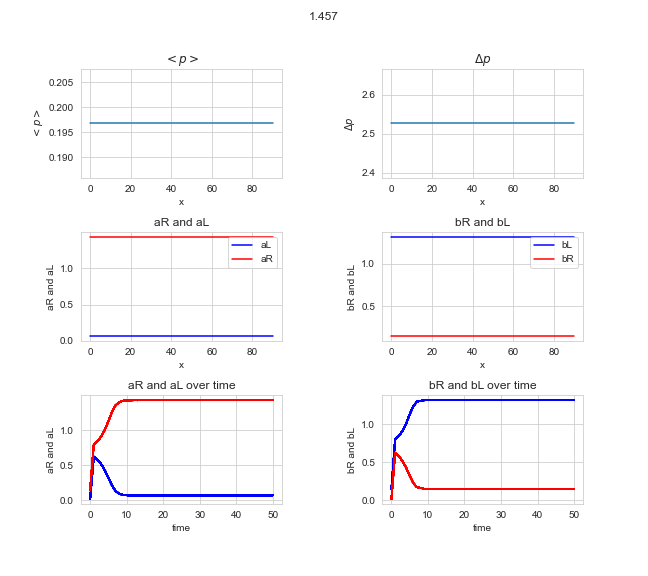 1.457
< p >
Δp
0.205
0.200
0.195
0.190
< p >
0 20 40 60 80
x
2.6
2.5
2.4
Δp
0 20 40 60 80
x
aR and aL
bR and bL
1.0
0.5
0.0
aR and aL
aL
aR
0 20 40 60 80
x
1.0
0.5
bR and bL
bL
bR
0 20 40 60 80
x
aR and aL over time
bR and bL over time
1.0
0.5
0.0
aR and aL
0 10 20 30 40 50
time
1.0
0.5
0.0
bR and bL
0 10 20 30 40 50
time